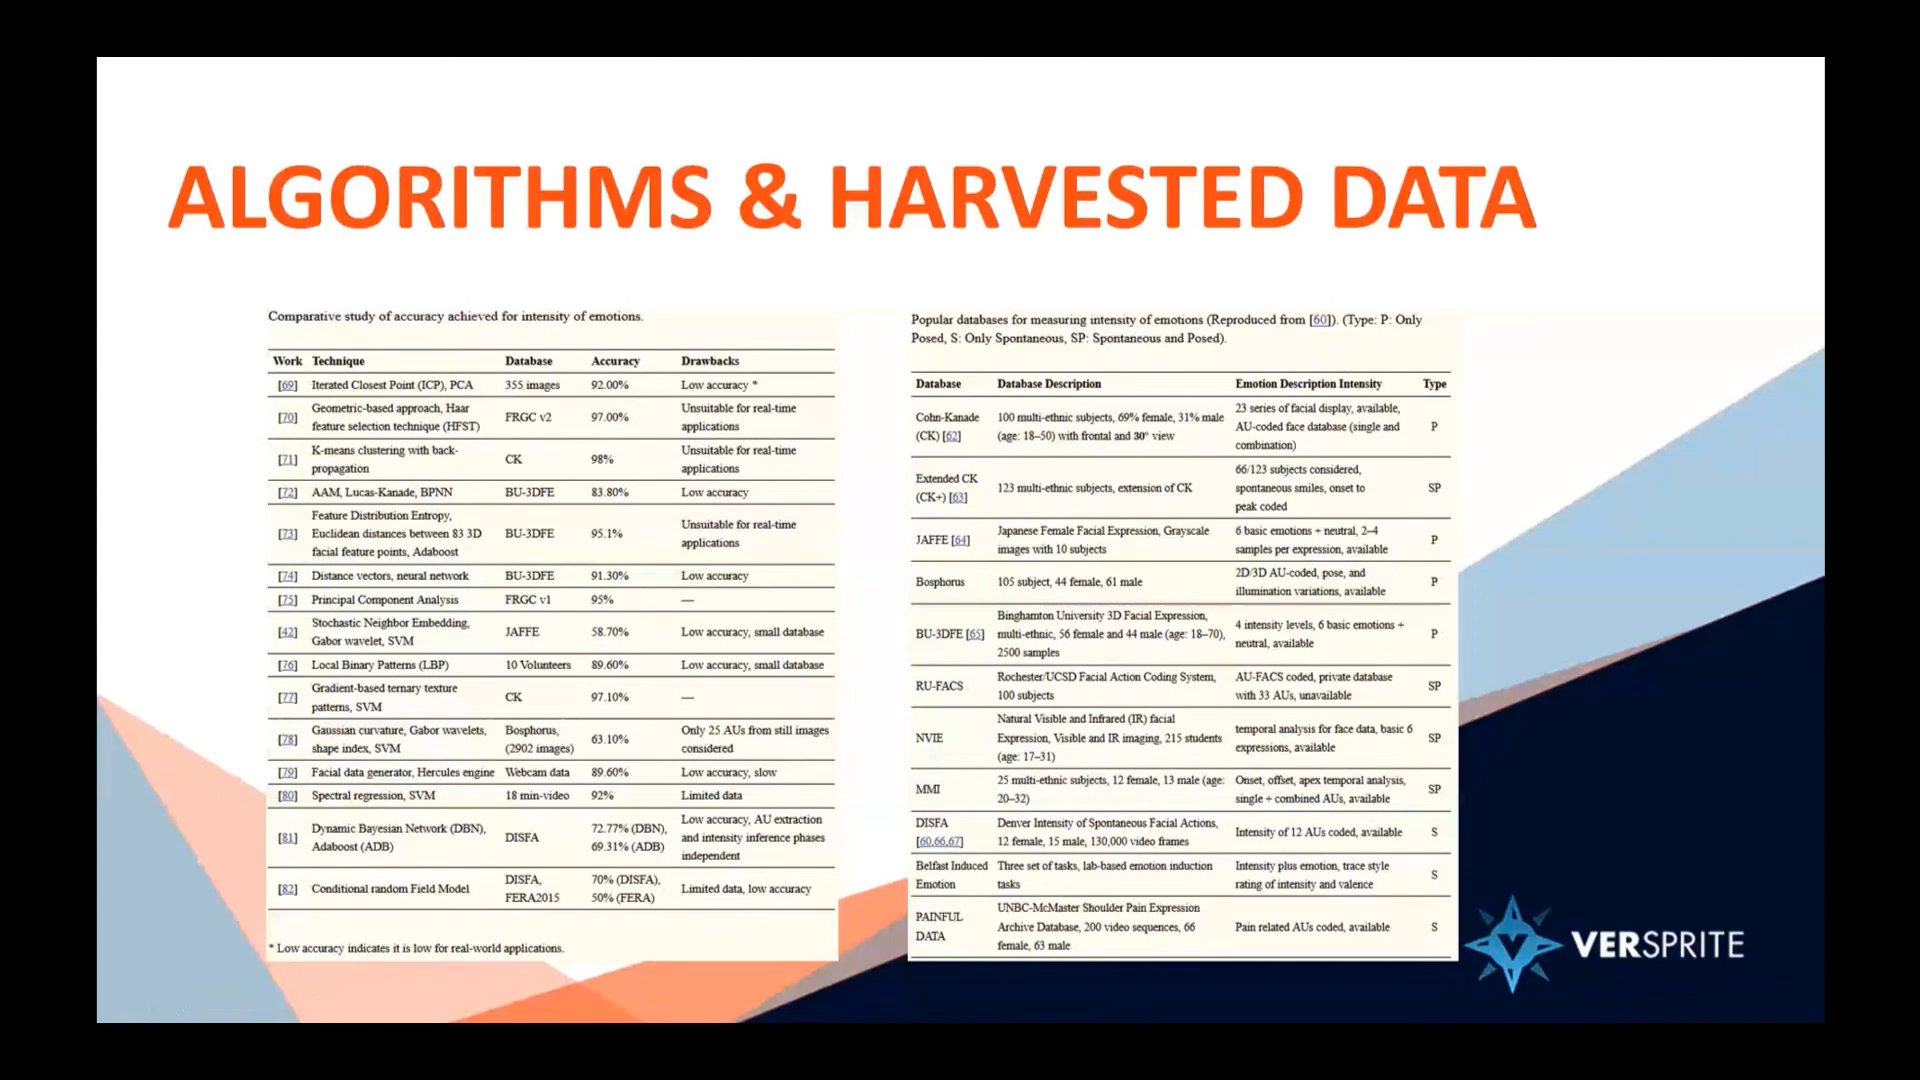 ALGORITHMS & HARVESTED DATA
Comparative study of accuracy achieved for intensity of emotions.
Work Technique Database Accuracy Drawbacks
[69] Iterated Closest Point (ICP), PCA 355 images 92.00% Low accuracy *
[70] Geometric-based approach, Haar feature selection technique (HFST) FRGC v2 97.00% Unsuitable for real-time applications
[71] K-means clustering with back-propagation CK 98% Unsuitable for real-time applications
[72] AAM, Lucas-Kanade, BPNN BU-3DFE 83.80% Low accuracy
[73] Feature Distribution Entropy, Euclidean distances between 83 3D facial feature points, Adaboost BU-3DFE 95.1% Unsuitable for real-time applications
[74] Distance vectors, neural network BU-3DFE 91.30% Low accuracy
[75] Principal Component Analysis FRGC v1 95% —
[42] Stochastic Neighbor Embedding, Gabor wavelet, SVM JAFFE 58.70% Low accuracy, small database
[76] Local Binary Patterns (LBP) 10 Volunteers 89.60% Low accuracy, small database
[77] Gradient-based ternary texture patterns, SVM CK 97.10% —
[78] Gaussian curvature, Gabor wavelets, shape index, SVM Bosphorus, (2902 images) 63.10% Only 25 AUs from still images considered
[79] Facial data generator, Hercules engine Webcam data 89.60% Low accuracy, slow
[80] Spectral regression, SVM 18 min-video 92% Limited data
[81] Dynamic Bayesian Network (DBN), Adaboost (ADB) DISFA 72.77% (DBN), 69.31% (ADB) Low accuracy, AU extraction and intensity inference phases independent
[82] Conditional random Field Model DISFA, FERA2015 70% (DISFA), 50% (FERA) Limited data, low accuracy
* Low accuracy indicates it is low for real-world applications.
Popular databases for measuring intensity of emotions (Reproduced from [60]). (Type: P: Only
Posed, S: Only Spontaneous, SP: Spontaneous and Posed).
Database Database Description Emotion Description Intensity Type
Cohn-Kanade (CK) [62] 100 multi-ethnic subjects, 69% female, 31% male (age: 18–50) with frontal and 30° view 23 series of facial display, available, AU-coded face database (single and combination) P
Extended CK (CK+) [63] 123 multi-ethnic subjects, extension of CK 66/123 subjects considered, spontaneous smiles, onset to peak coded SP
JAFFE [64] Japanese Female Facial Expression, Grayscale images with 10 subjects 6 basic emotions + neutral, 2–4 samples per expression, available P
Bosphorus 105 subject, 44 female, 61 male 2D/3D AU-coded, pose, and illumination variations, available P
BU-3DFE [65] Binghamton University 3D Facial Expression, multi-ethnic, 56 female and 44 male (age: 18–70), 2500 samples 4 intensity levels, 6 basic emotions + neutral, available P
RU-FACS Rochester/UCSD Facial Action Coding System, 100 subjects AU-FACS coded, private database with 33 AUs, unavailable SP
NVIE Natural Visible and Infrared (IR) facial Expression, Visible and IR imaging, 215 students (age: 17–31) temporal analysis for face data, basic 6 expressions, available SP
MMI 25 multi-ethnic subjects, 12 female, 13 male (age: 20–32) Onset, offset, apex temporal analysis, single + combined AUs, available SP
DISFA [60,66,67] Denver Intensity of Spontaneous Facial Actions, 12 female, 15 male, 130,000 video frames Intensity of 12 AUs coded, available S
Belfast Induced Emotion Three set of tasks, lab-based emotion induction tasks Intensity plus emotion, trace style rating of intensity and valence S
PAINFUL DATA UNBC-McMaster Shoulder Pain Expression Archive Database, 200 video sequences, 66 female, 63 male Pain related AUs coded, available S
VERSPRITE